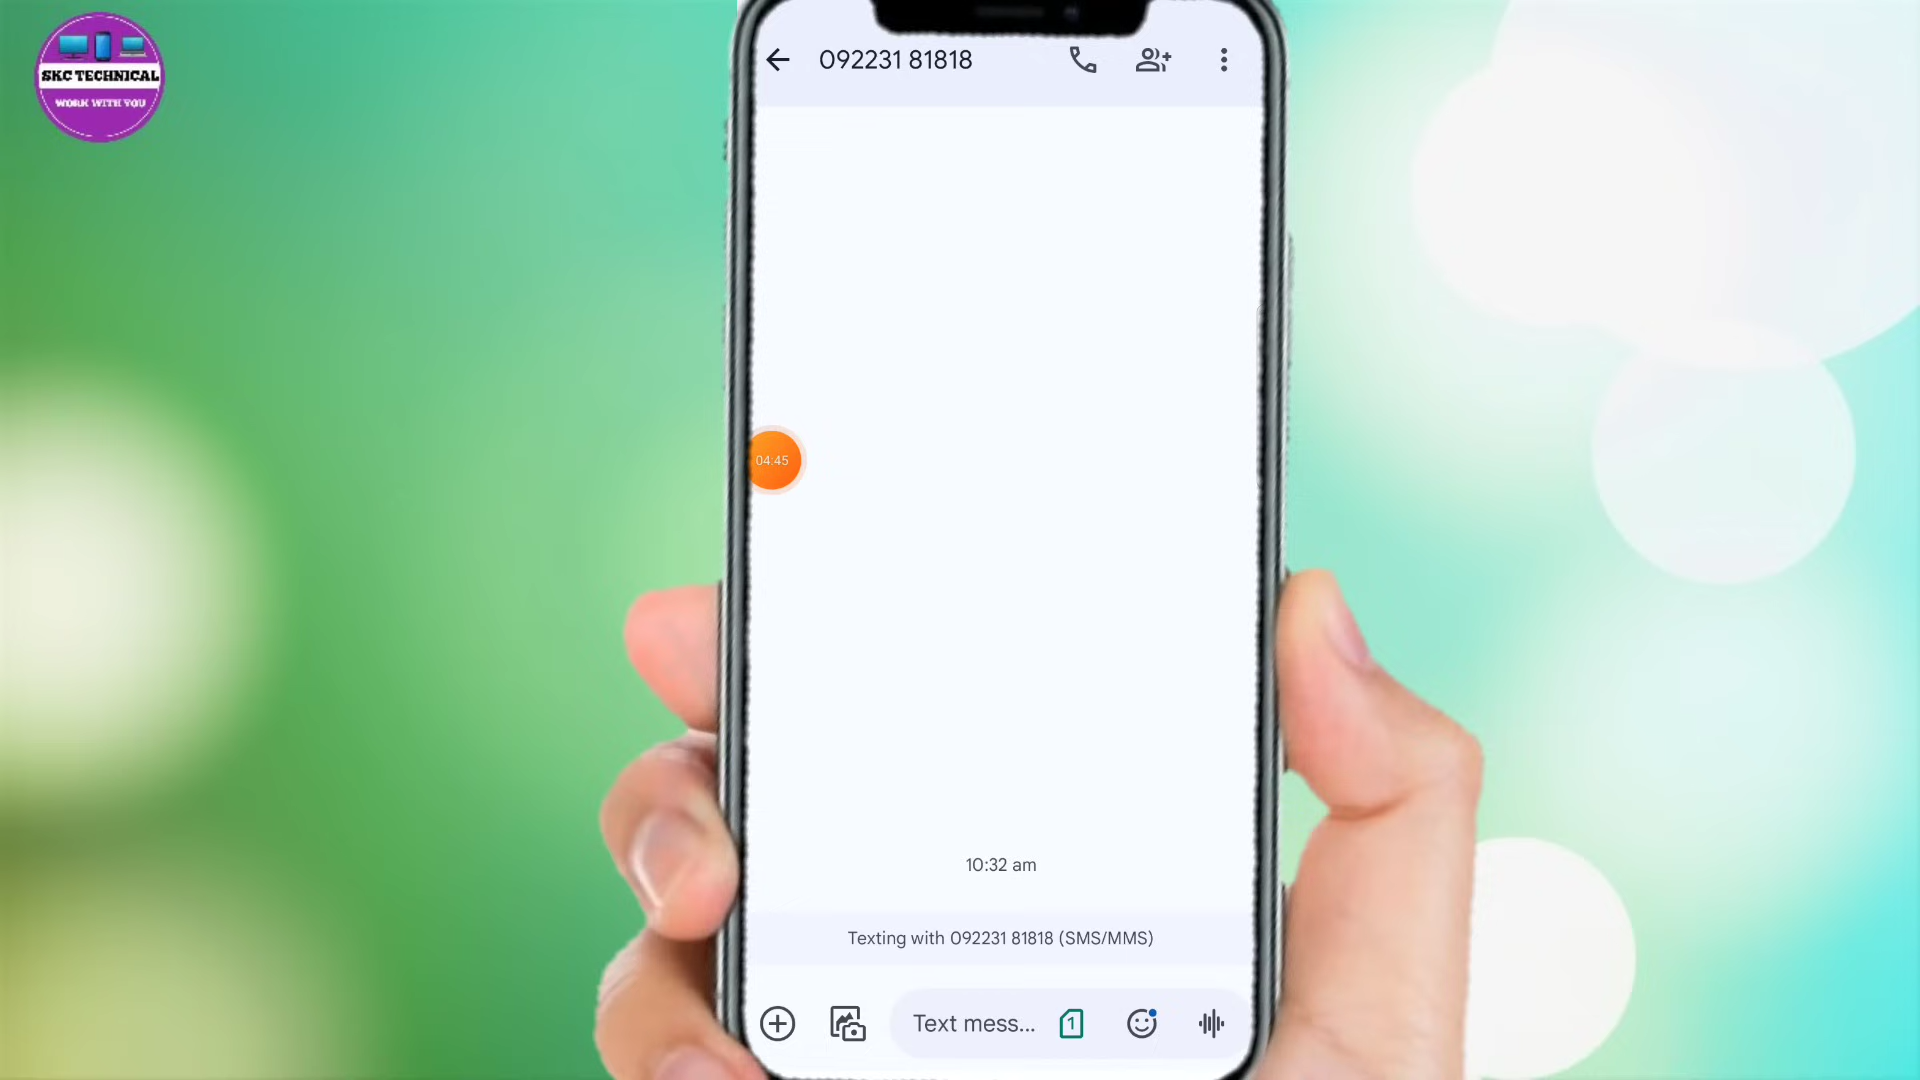 SKC TECHNICAL
WORK WITH YOU
092231 81818
04:45
10:32 am
Texting with 092231 81818 (SMS/MMS)
Text mess...
1